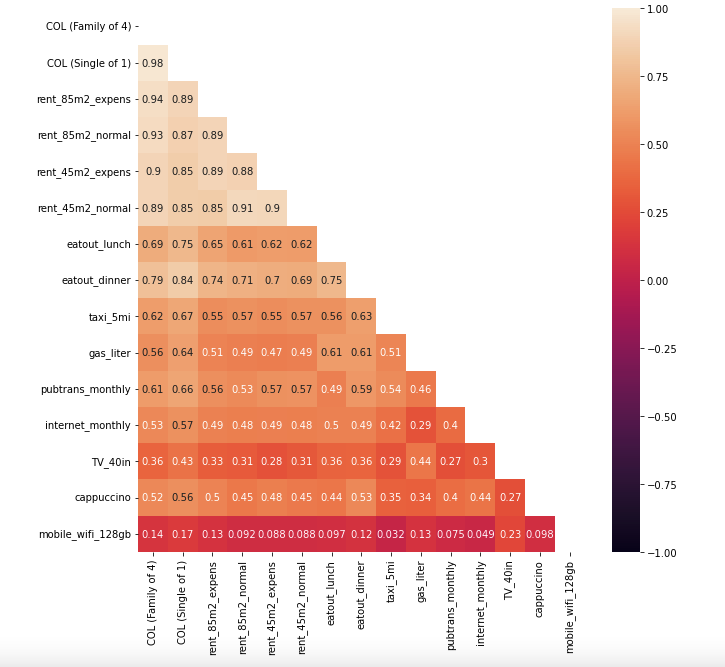 COL (Family of 4)
COL (Single of 1) 0.98
rent_85m2_expens 0.94 0.89
rent_85m2_normal 0.93 0.87 0.89
rent_45m2_expens 0.9 0.85 0.89 0.88
rent_45m2_normal 0.89 0.85 0.85 0.91 0.9
eatout_lunch 0.69 0.75 0.65 0.61 0.62 0.62
eatout_dinner 0.79 0.84 0.74 0.71 0.7 0.69 0.75
taxi_5mi 0.62 0.67 0.55 0.57 0.55 0.57 0.56 0.63
gas_liter 0.56 0.64 0.51 0.49 0.47 0.49 0.61 0.61 0.51
pubtrans_monthly 0.61 0.66 0.56 0.53 0.57 0.57 0.49 0.59 0.54 0.46
internet_monthly 0.53 0.57 0.49 0.48 0.49 0.48 0.5 0.49 0.42 0.29 0.4
TV_40in 0.36 0.43 0.33 0.31 0.28 0.31 0.36 0.36 0.29 0.44 0.27 0.3
cappuccino 0.52 0.56 0.5 0.45 0.48 0.45 0.44 0.53 0.35 0.34 0.4 0.44 0.27
mobile_wifi_128gb 0.14 0.17 0.13 0.092 0.088 0.088 0.097 0.12 0.032 0.13 0.075 0.049 0.23 0.098
COL (Family of 4)
COL (Single of 1)
rent_85m2_expens
rent_85m2_normal
rent_45m2_expens
rent_45m2_normal
eatout_lunch
eatout_dinner
taxi_5mi
gas_liter
pubtrans_monthly
internet_monthly
TV_40in
cappuccino
mobile_wifi_128gb
1.00
0.75
0.50
0.25
0.00
−0.25
−0.50
−0.75
−1.00